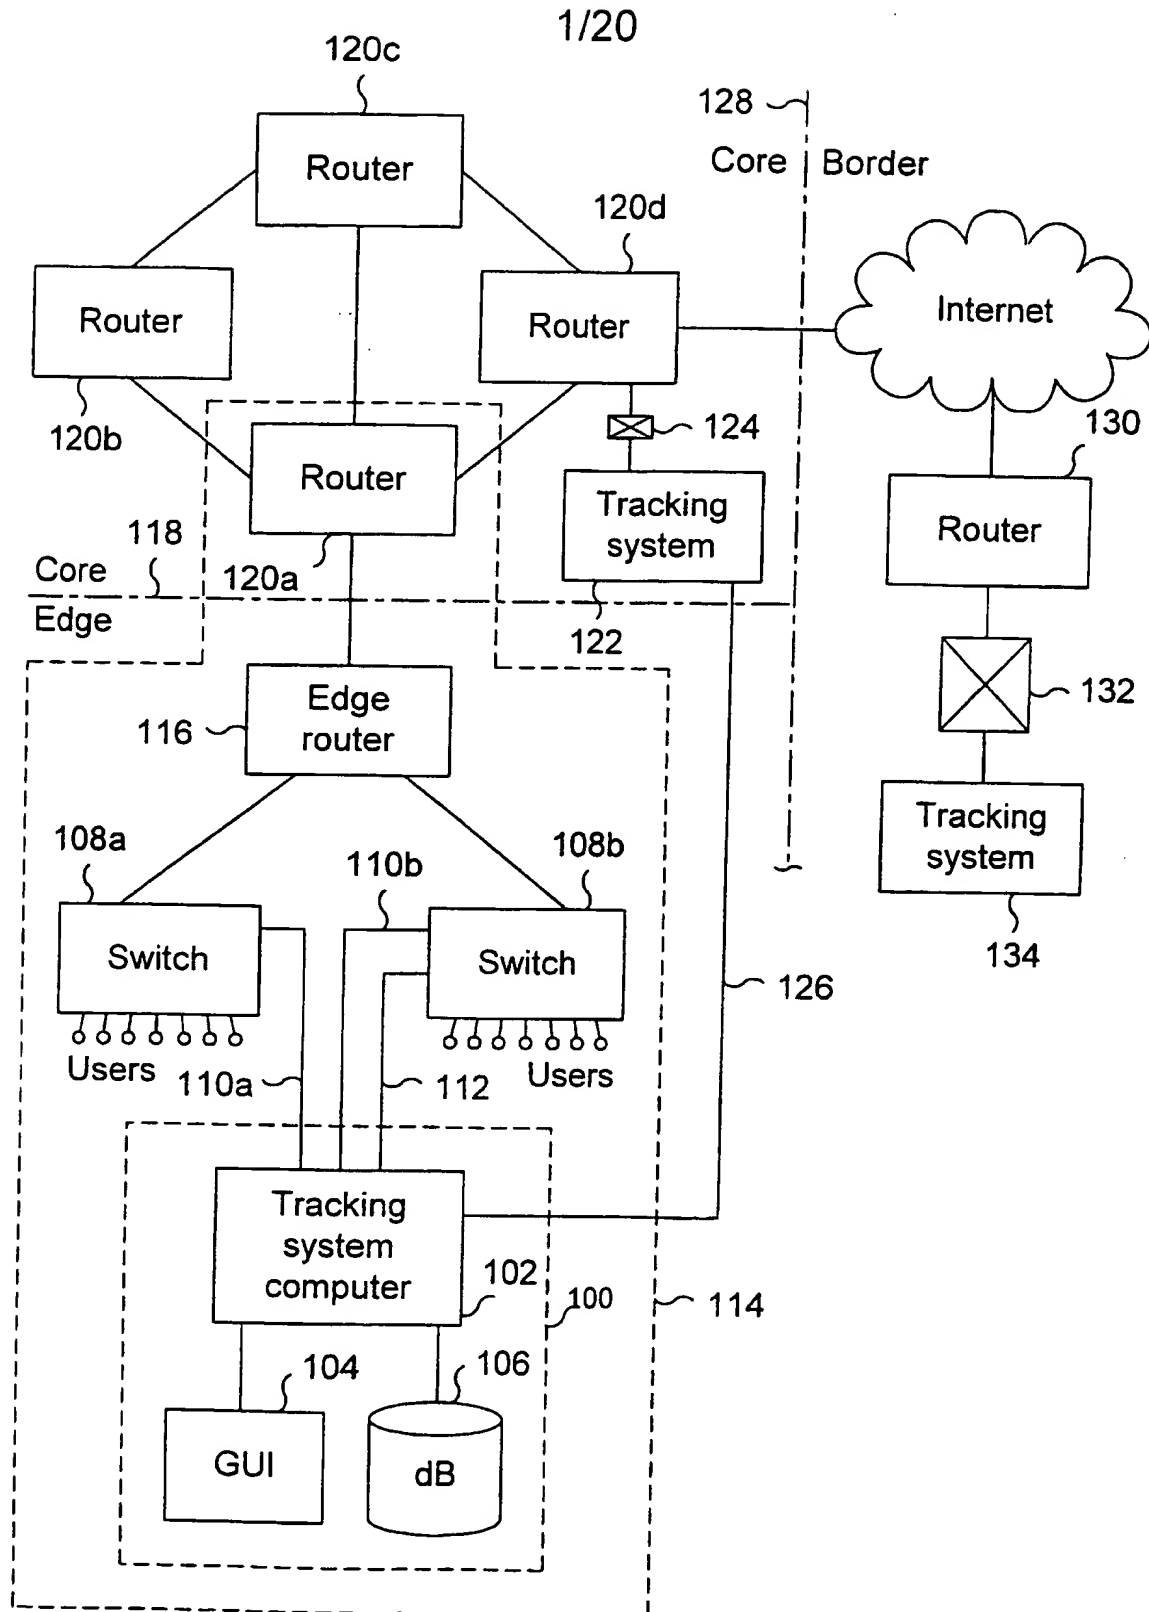 1/20
120c
128
Router
Core
Border
120d
Router
Router
Internet
120b
124
130
Router
Tracking
system
Router
118
Core
120a
Edge
122
Edge
router
116
132
108a
110b
108b
Tracking
system
Switch
Switch
134
126
Users
110a
112
Users
Tracking
system
computer
102
100
114
104
106
GUI
dB